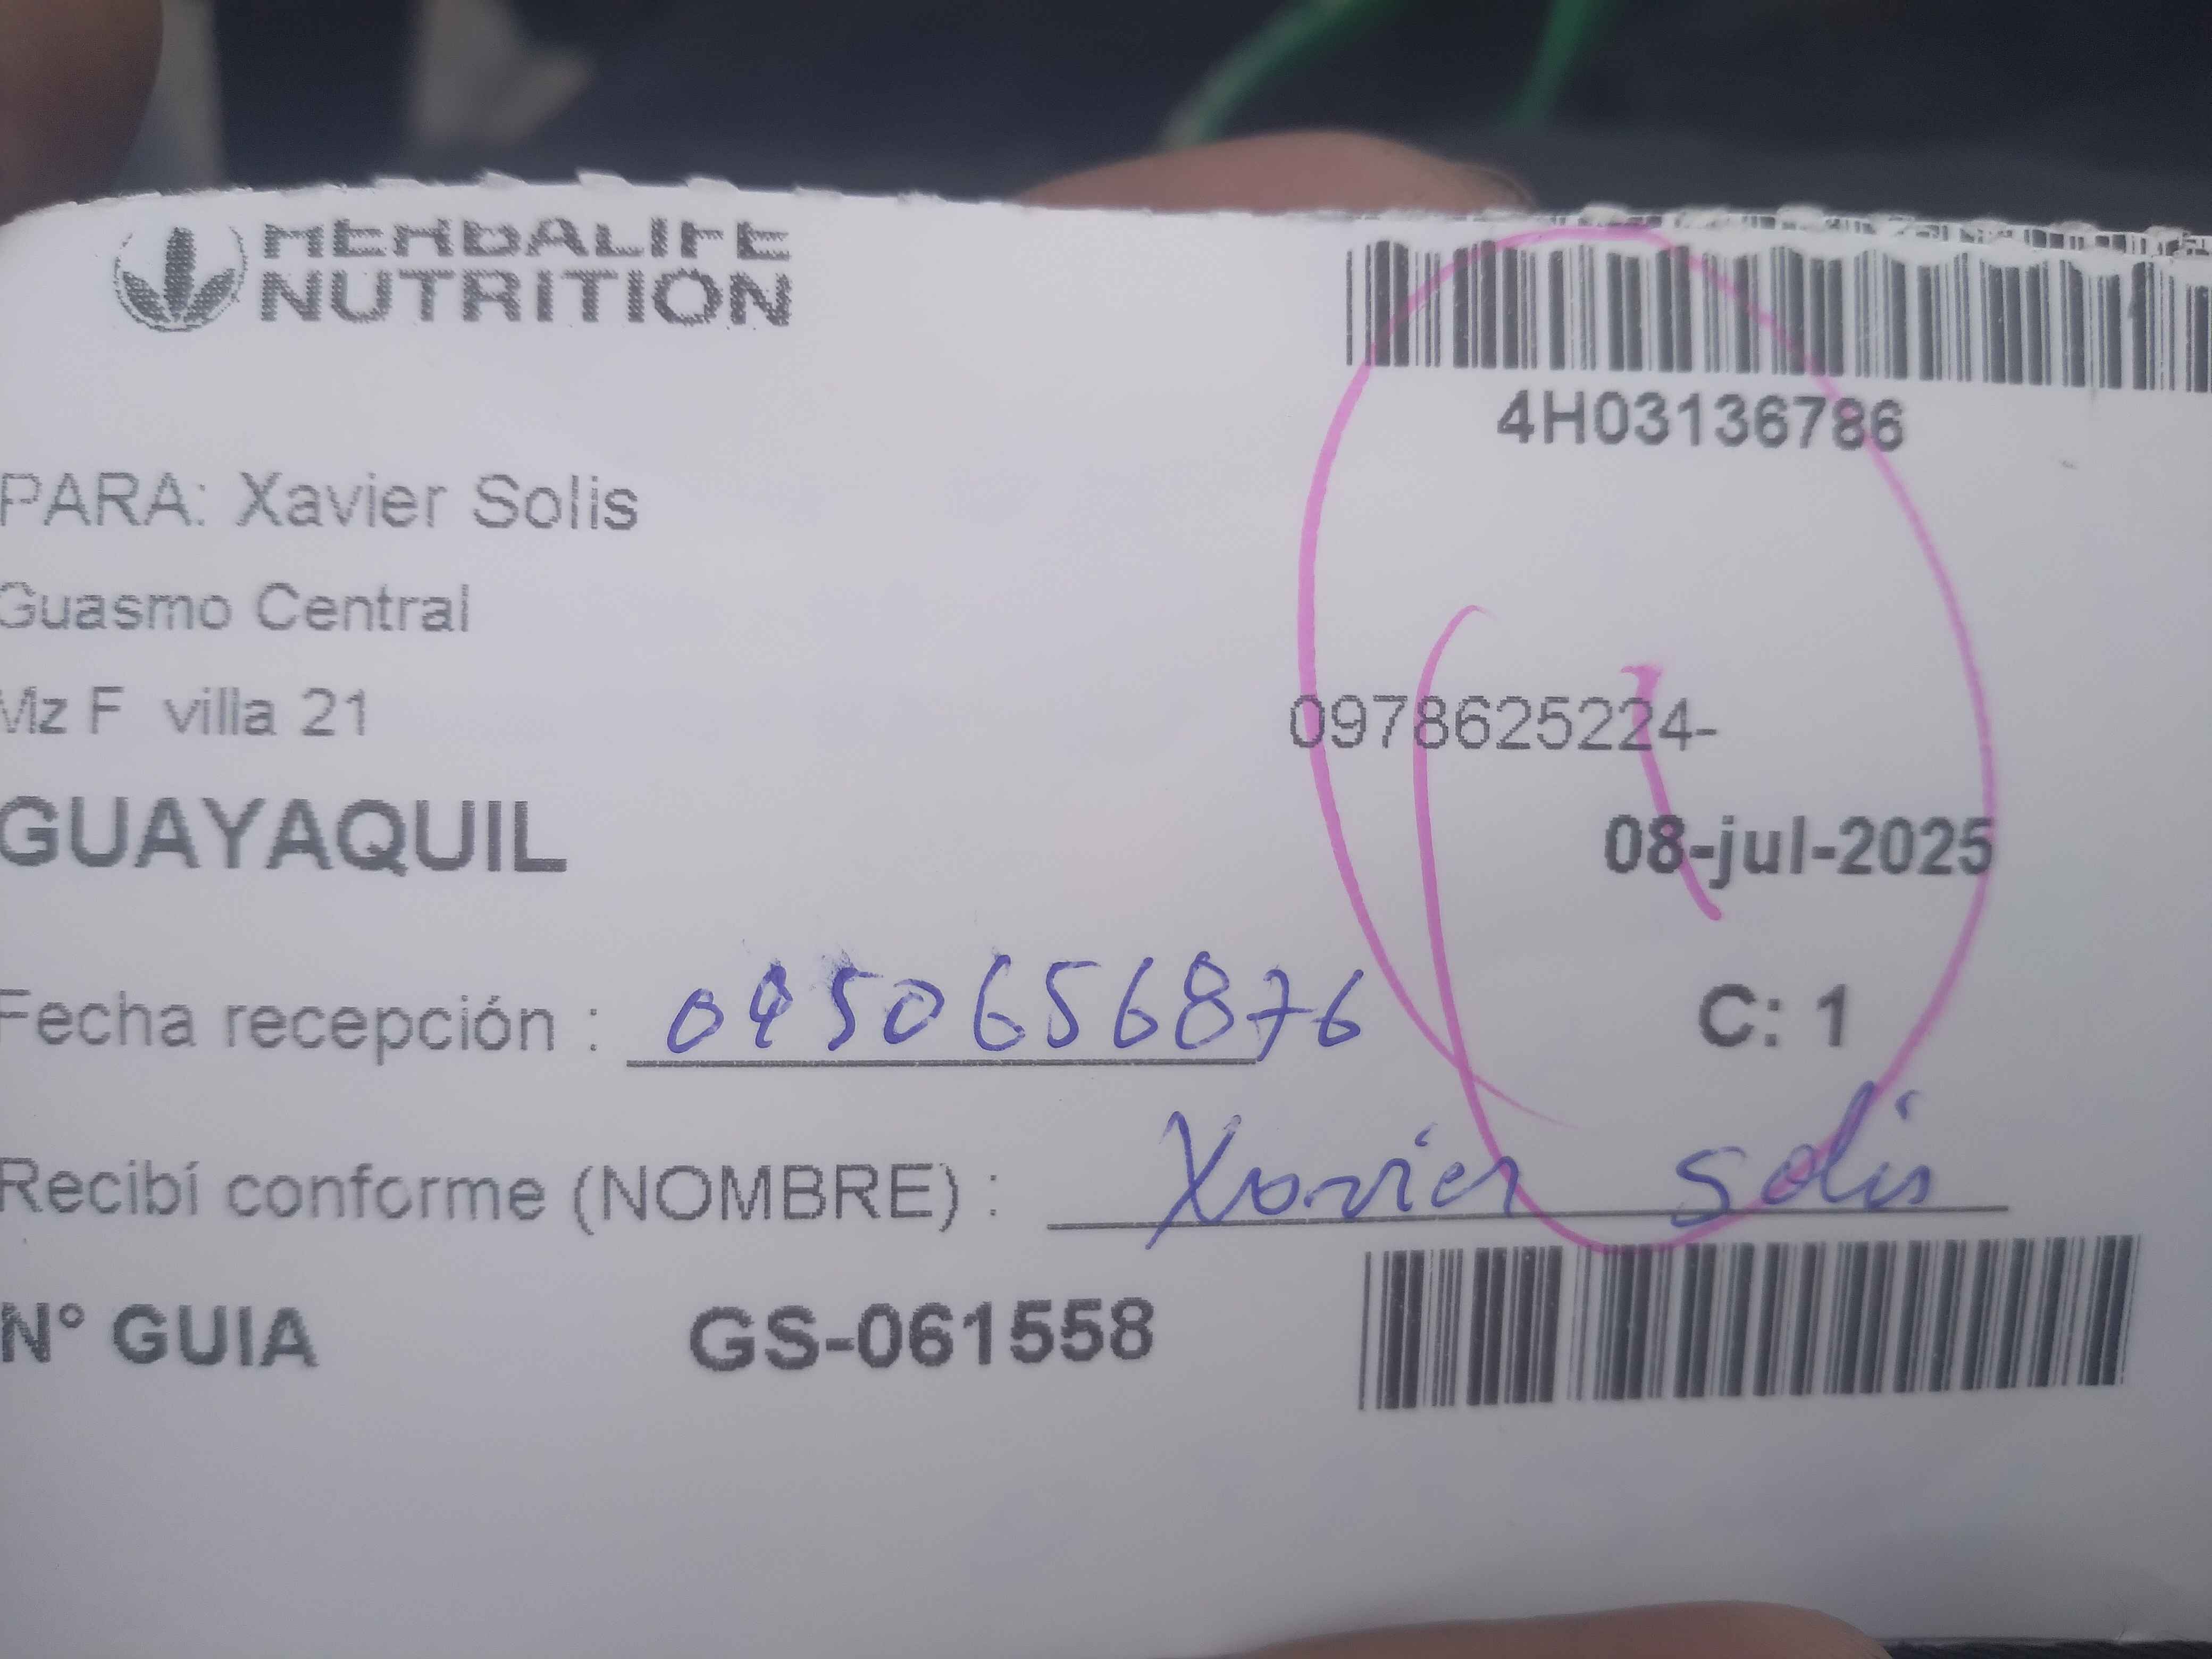 HERBALIFE
NUTRITION
4H03136786
PARA: Xavier Solis
Guasmo Central
Mz F villa 21
0978625224-
GUAYAQUIL
08-jul-2025
C: 1
Fecha recepción : 0950656876
Recibí conforme (NOMBRE) : Xavier Solis
N° GUIA GS-061558